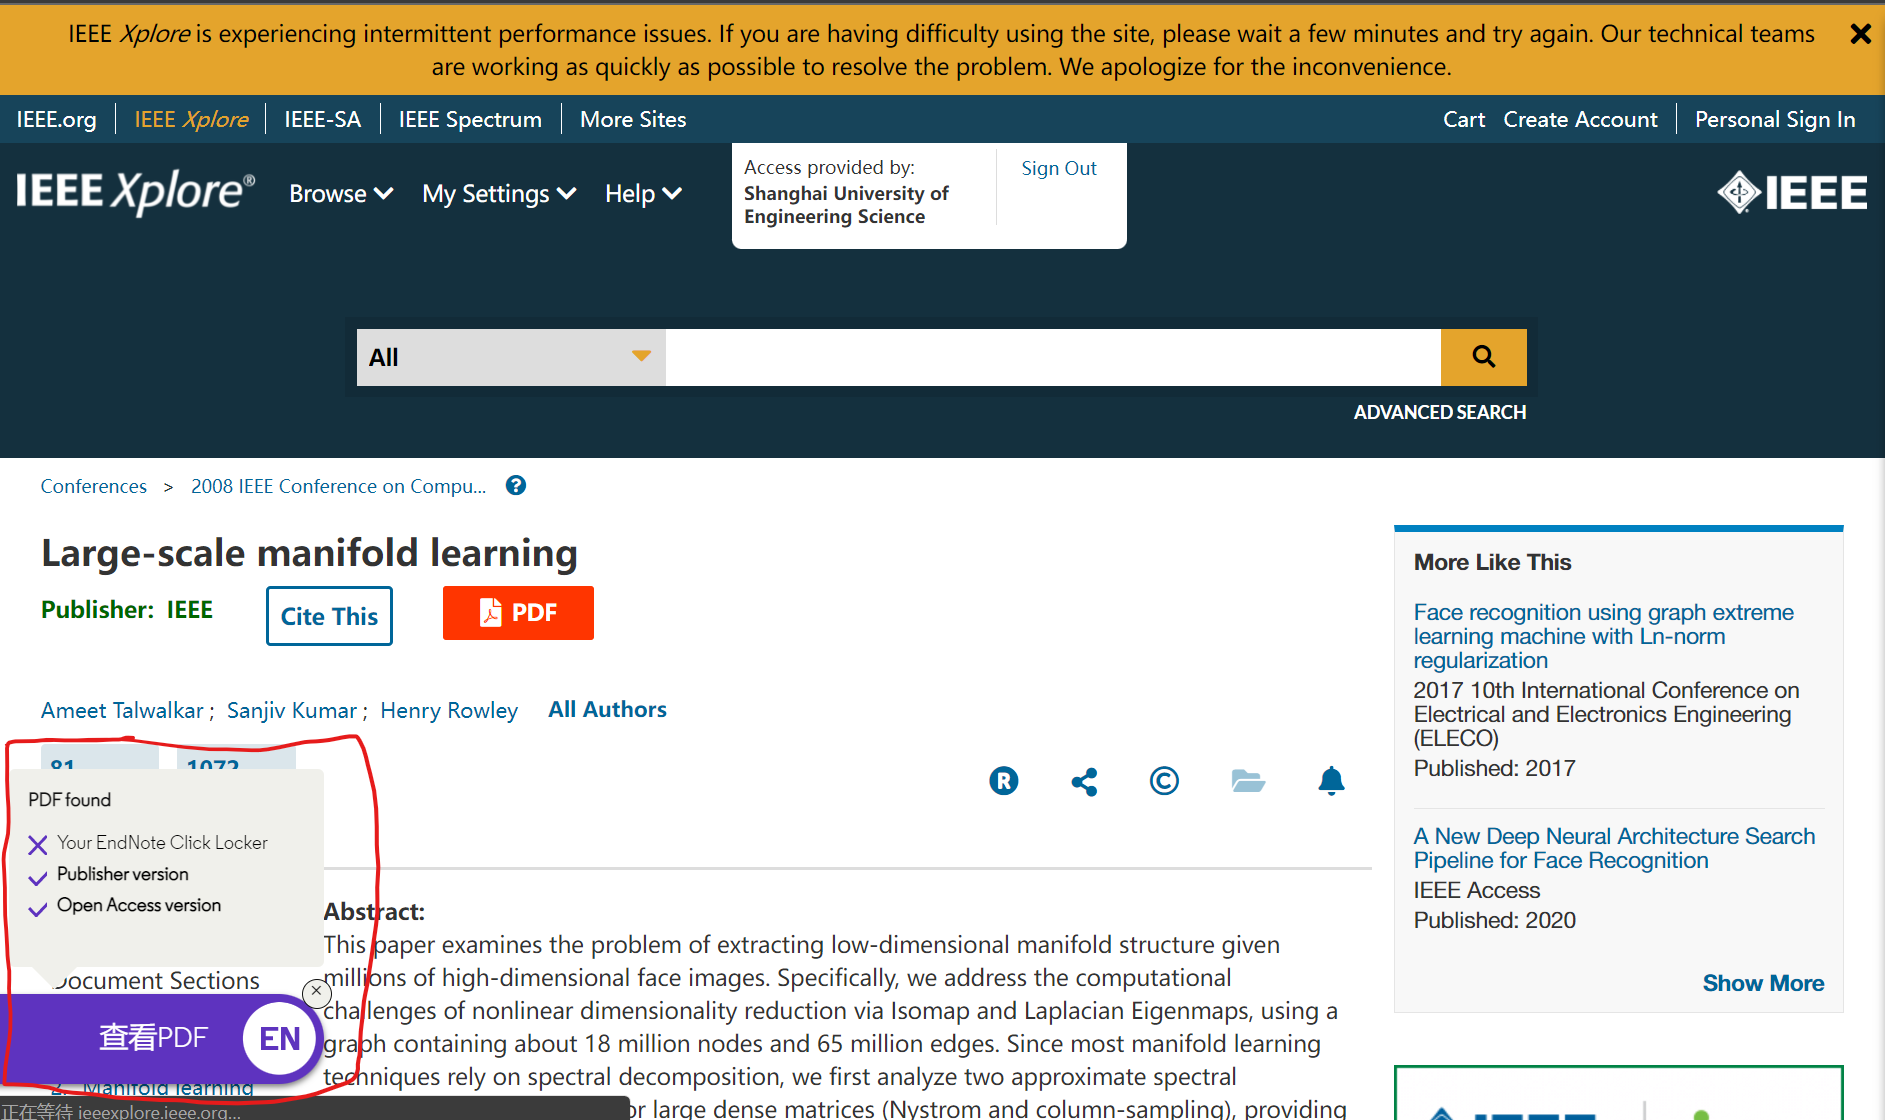 IEEE Xplore is experiencing intermittent performance issues. If you are having difficulty using the site, please wait a few minutes and try again. Our technical teams
are working as quickly as possible to resolve the problem. We apologize for the inconvenience.
IEEE.org IEEE Xplore IEEE-SA IEEE Spectrum More Sites Cart Create Account Personal Sign In
IEEE Xplore® Browse My Settings Help
Access provided by:
Shanghai University of
Engineering Science
Sign Out
IEEE
All
ADVANCED SEARCH
Conferences > 2008 IEEE Conference on Compu...
Large-scale manifold learning
Publisher: IEEE Cite This PDF
Ameet Talwalkar ; Sanjiv Kumar ; Henry Rowley All Authors
81 1072
PDF found
Your EndNote Click Locker
Publisher version
Open Access version
Document Sections
查看PDF EN
2. Manifold learning
正在等待 ieeexplore.ieee.org...
R
©
Abstract:
This paper examines the problem of extracting low-dimensional manifold structure given
millions of high-dimensional face images. Specifically, we address the computational
challenges of nonlinear dimensionality reduction via Isomap and Laplacian Eigenmaps, using a
graph containing about 18 million nodes and 65 million edges. Since most manifold learning
techniques rely on spectral decomposition, we first analyze two approximate spectral
or large dense matrices (Nystrom and column-sampling), providing
More Like This
Face recognition using graph extreme
learning machine with Ln-norm
regularization
2017 10th International Conference on
Electrical and Electronics Engineering
(ELECO)
Published: 2017
A New Deep Neural Architecture Search
Pipeline for Face Recognition
IEEE Access
Published: 2020
Show More